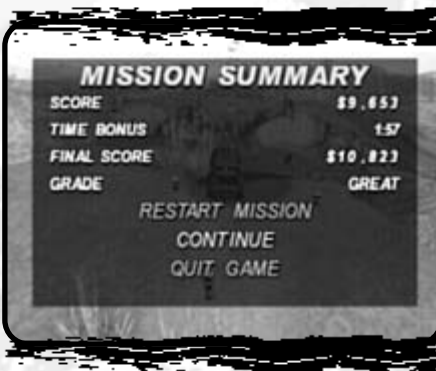 MISSION SUMMARY
SCORE $9,653
TIME BONUS 1:57
FINAL SCORE $10,823
GRADE GREAT
RESTART MISSION
CONTINUE
QUIT GAME